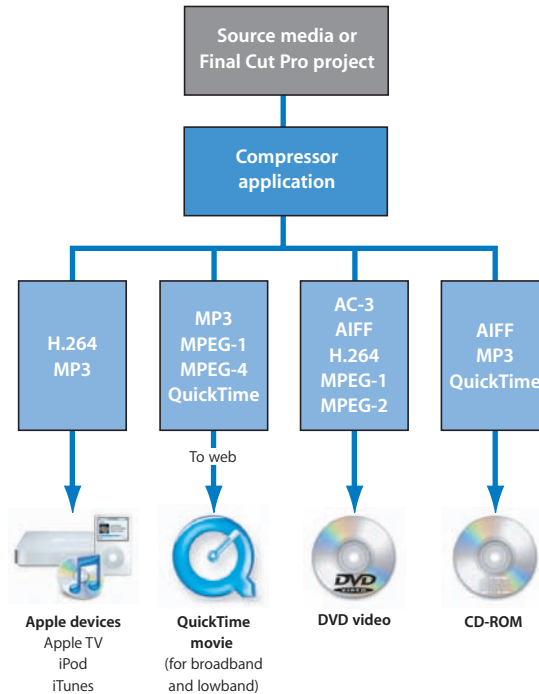 Source media or
Final Cut Pro project
Compressor
application
H.264
MP3
MP3
MPEG-1
MPEG-4
QuickTime
AC-3
AIFF
H.264
MPEG-1
MPEG-2
AIFF
MP3
QuickTime
To web
DVD
VIDEO
Apple devices
Apple TV
iPod
iTunes
QuickTime
movie
(for broadband
and lowband)
DVD video
CD-ROM